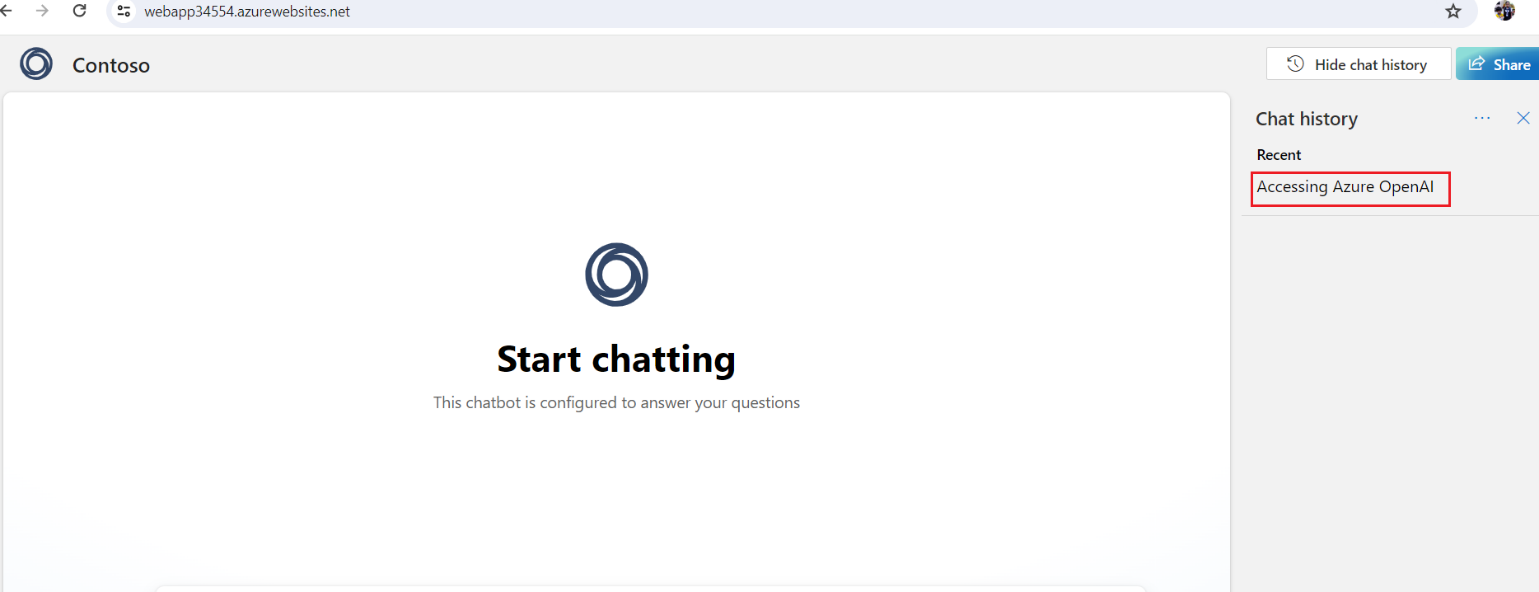 webapp34554.azurewebsites.net
Contoso
Hide chat history
Share
Chat history
Recent
Accessing Azure OpenAI
Start chatting
This chatbot is configured to answer your questions